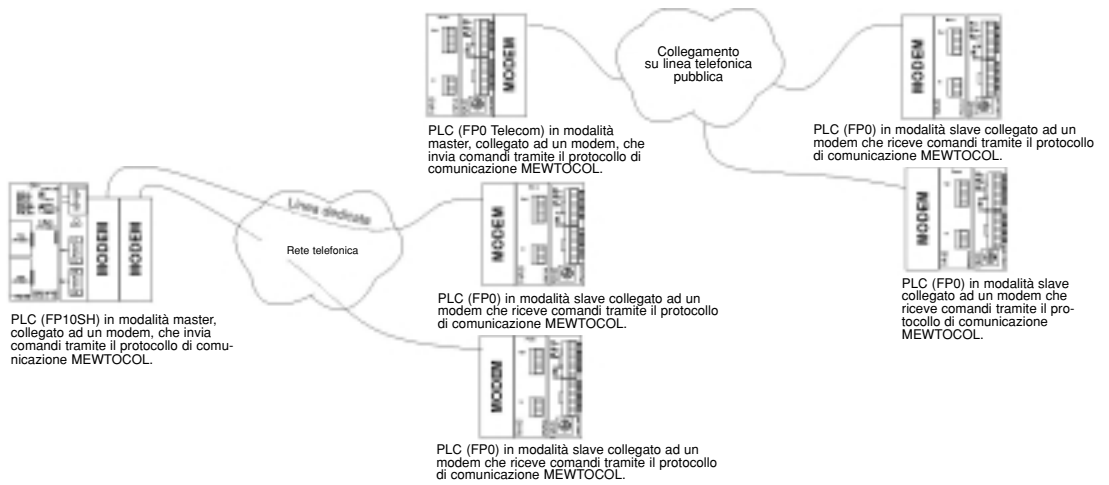 MODEM
Collegamento
su linea telefonica
pubblica
MODEM
PLC (FP0 Telecom) in modalità
master, collegato ad un modem, che
invia comandi tramite il protocollo di
comunicazione MEWTOCOL.
PLC (FP0) in modalità slave collegato ad un
modem che riceve comandi tramite il protocollo
di comunicazione MEWTOCOL.
MODEM
MODEM
Linea dedicata
Rete telefonica
MODEM
MODEM
PLC (FP10SH) in modalità master,
collegato ad un modem, che invia
comandi tramite il protocollo di comu-
nicazione MEWTOCOL.
PLC (FP0) in modalità slave collegato ad un
modem che riceve comandi tramite il protocollo
di comunicazione MEWTOCOL.
PLC (FP0) in modalità slave
collegato ad un modem che
riceve comandi tramite il pro-
tocollo di comunicazione
MEWTOCOL.
MODEM
PLC (FP0) in modalità slave collegato ad un
modem che riceve comandi tramite il protocollo
di comunicazione MEWTOCOL.